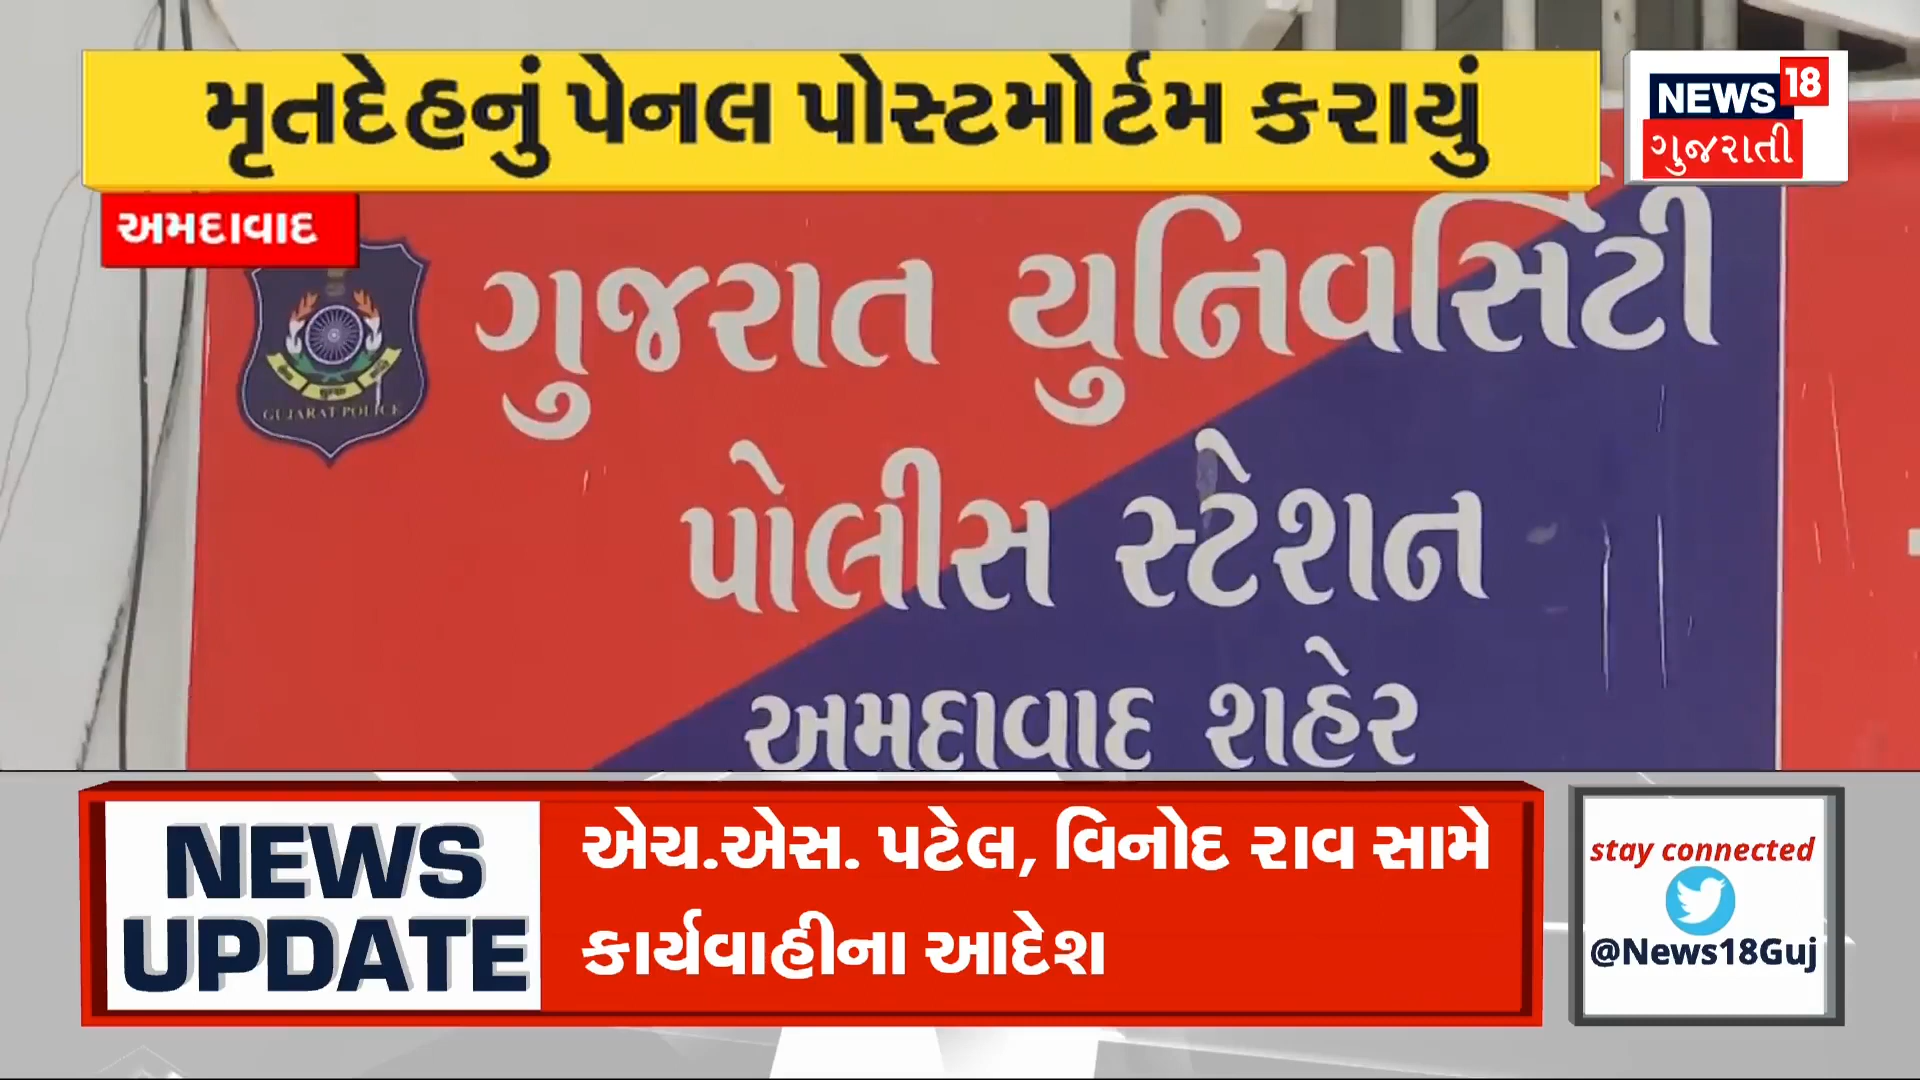 મૃતદેહનું પેનલ પોસ્ટમોર્ટમ કરાયું
NEWS 18
ગુજરાતી
અમદાવાદ
ગુજરાત યુનિવર્સિટી
GUJARAT POLICE
પોલીસ સ્ટેશન
અમદાવાદ શહેર
NEWS
UPDATE
એચ.એસ. પટેલ, વિનોદ રાવ સામે
કાર્યવાહીના આદેશ
stay connected
@News18Guj